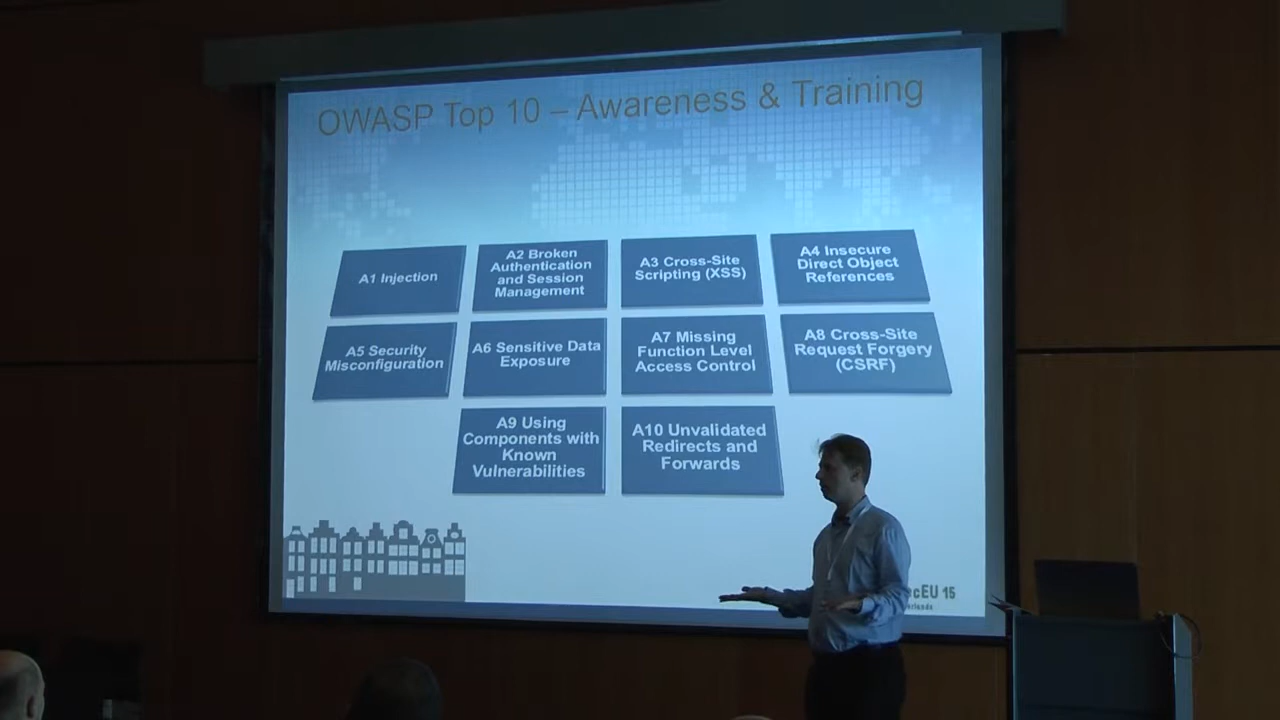 OWASP Top 10 – Awareness & Training
A1 Injection
A2 Broken
Authentication
and Session
Management
A3 Cross-Site
Scripting (XSS)
A4 Insecure
Direct Object
References
A5 Security
Misconfiguration
A6 Sensitive Data
Exposure
A7 Missing
Function Level
Access Control
A8 Cross-Site
Request Forgery
(CSRF)
A9 Using
Components with
Known
Vulnerabilities
A10 Unvalidated
Redirects and
Forwards
cEU 15